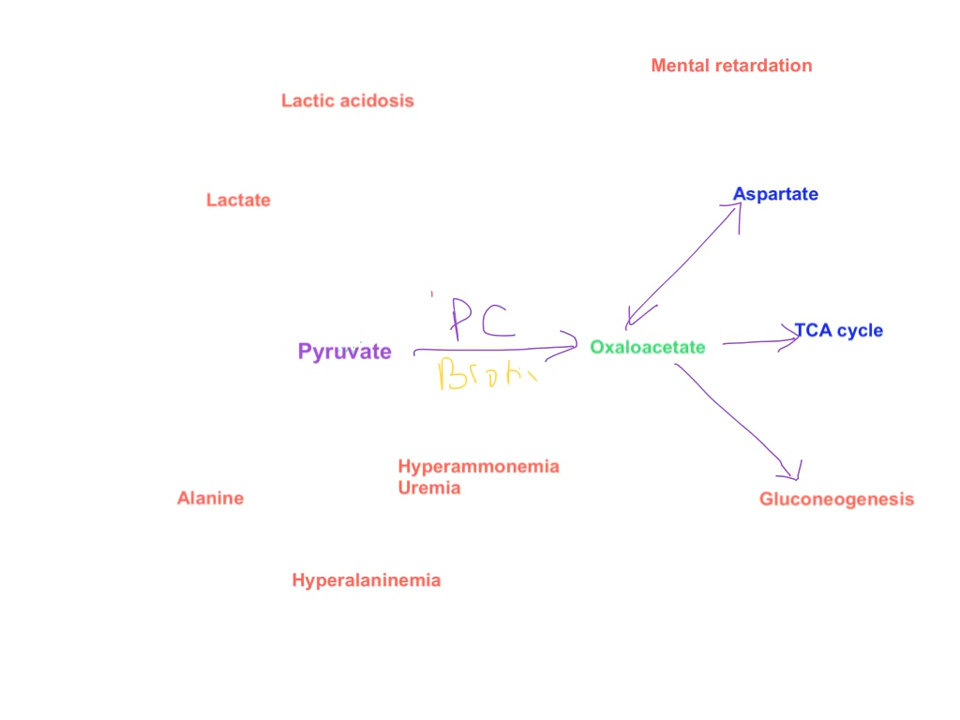 Mental retardation
Lactic acidosis
Aspartate
Lactate
PC
TCA cycle
Pyruvate
Oxaloacetate
Hyperammonemia
Uremia
Alanine
Gluconeogenesis
Hyperalaninemia